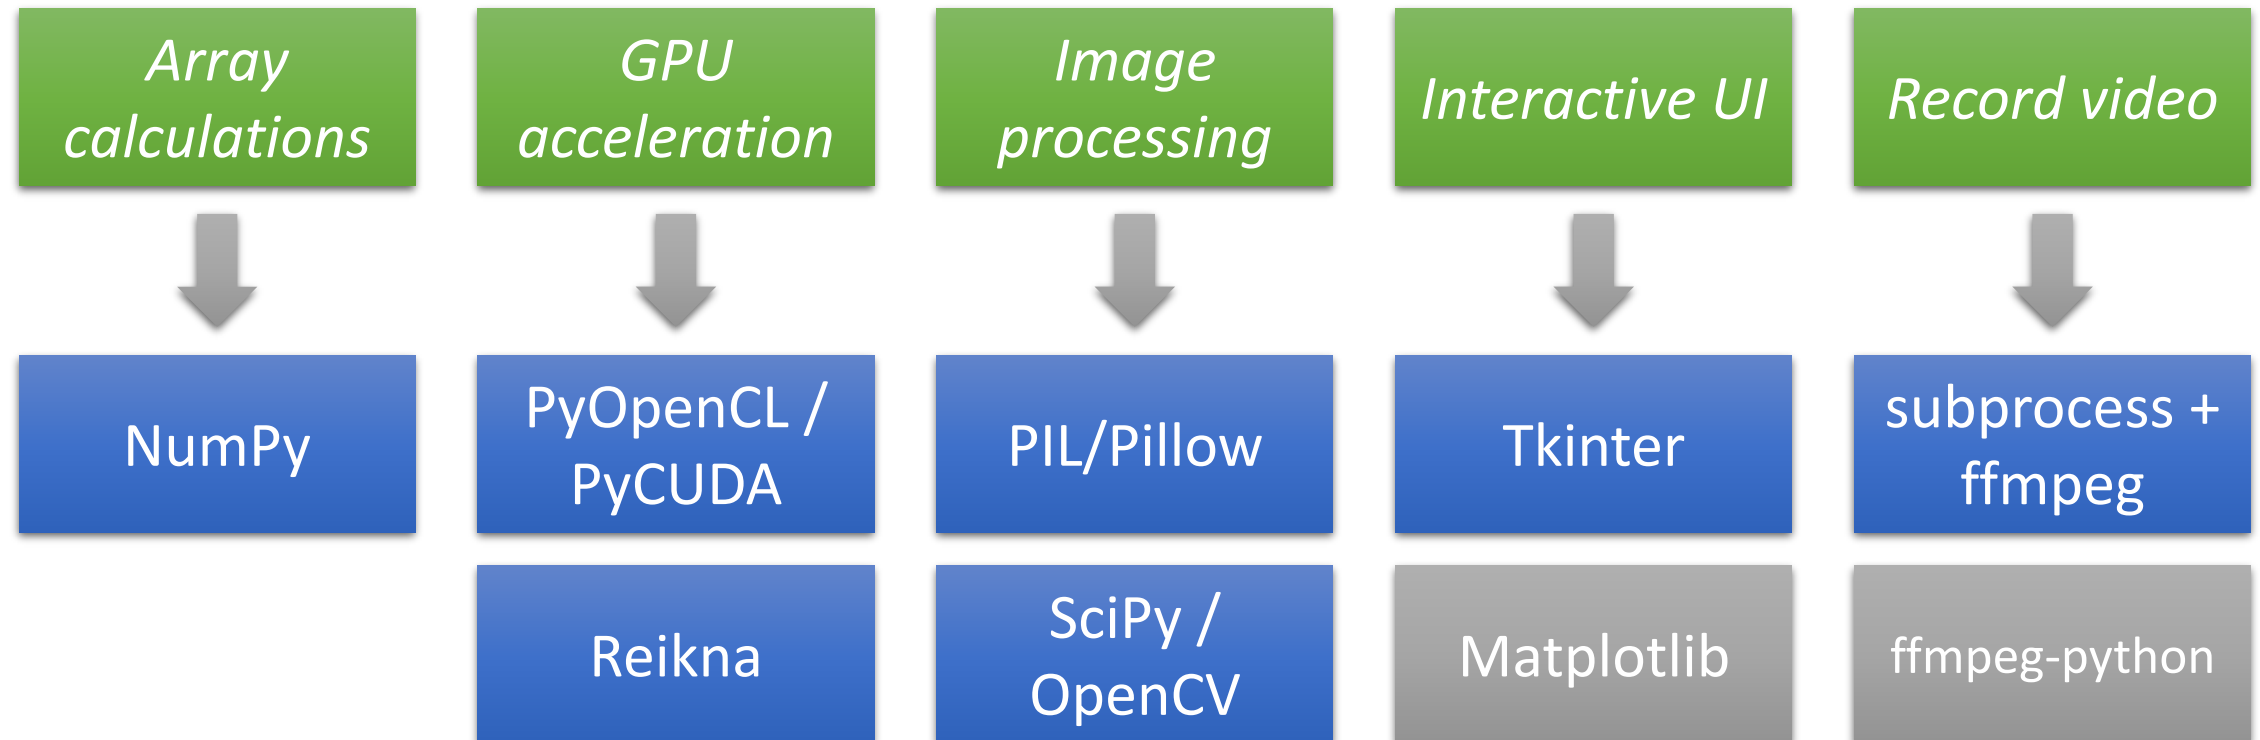 Array
calculations
GPU
acceleration
Image
processing
Interactive UI
Record video
NumPy
PyOpenCL /
PyCUDA
PIL/Pillow
Tkinter
subprocess +
ffmpeg
Reikna
SciPy /
OpenCV
Matplotlib
ffmpeg-python